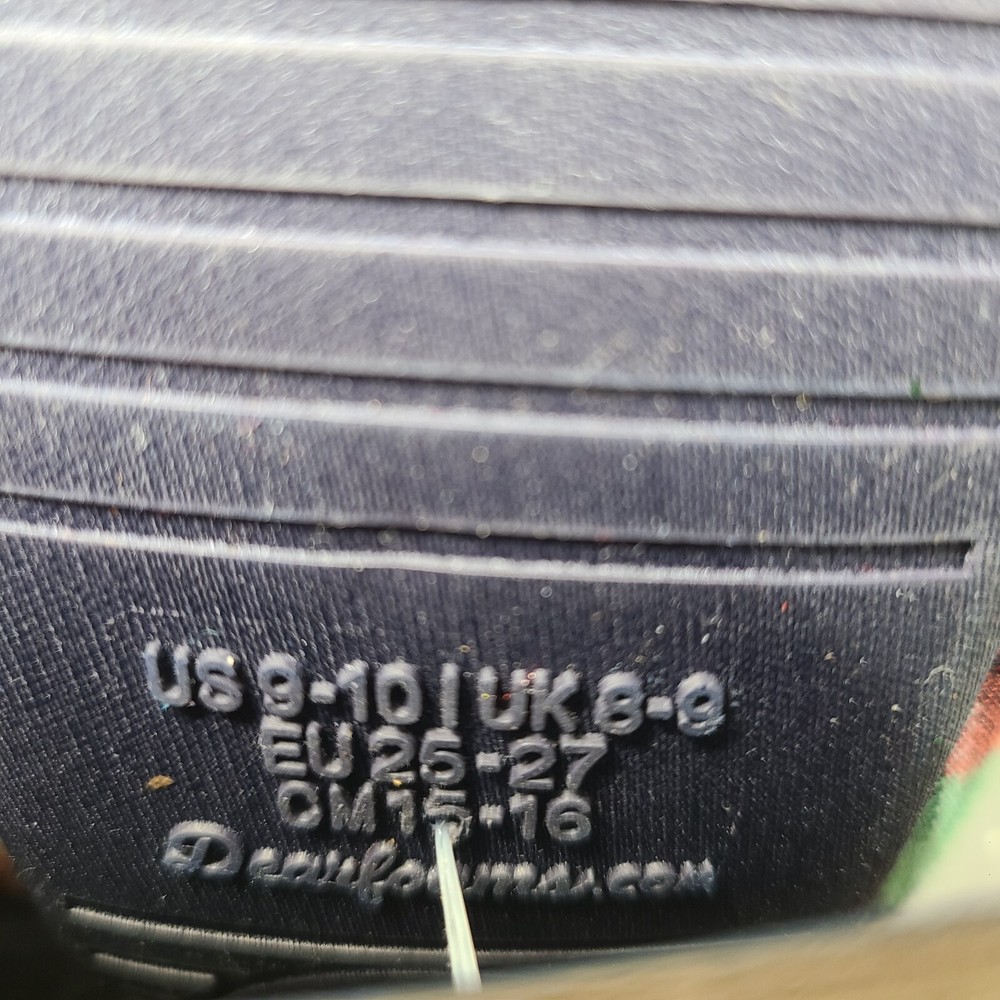 US 9-10 | UK 8-9
EU 25-27
CM 15-16
Dearfoams.com